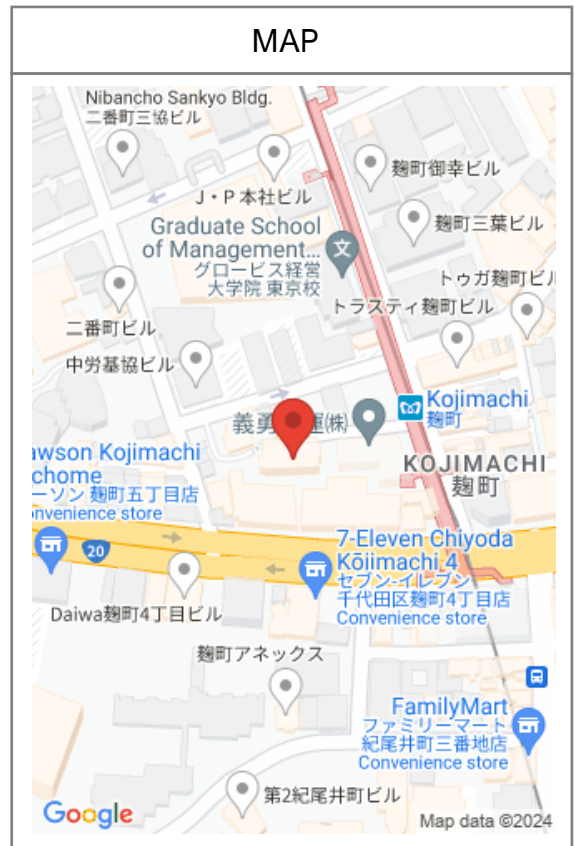 MAP
Nibancho Sankyo Bldg.
二番町三協ビル
J・P本社ビル
麹町御幸ビル
麹町三葉ビル
Graduate School
of Management...
グロービス経営
大学院 東京校
文
トゥガ麹町ビル
トラスティ麹町ビル
二番町ビル
中労基協ビル
Kojimachi
麹町
義勇
運㈱
KOJIMACHI
麹町
awson Kojimachi
chome
ーソン 麹町五丁目店
onvenience store
20
7-Eleven Chiyoda
Kōjimachi 4
セブン-イレブン
千代田区麹町4丁目店
Convenience store
Daiwa麹町4丁目ビル
麹町アネックス
FamilyMart
ファミリーマート
紀尾井町三番地店
Convenience store
第2紀尾井町ビル
Google
Map data ©2024